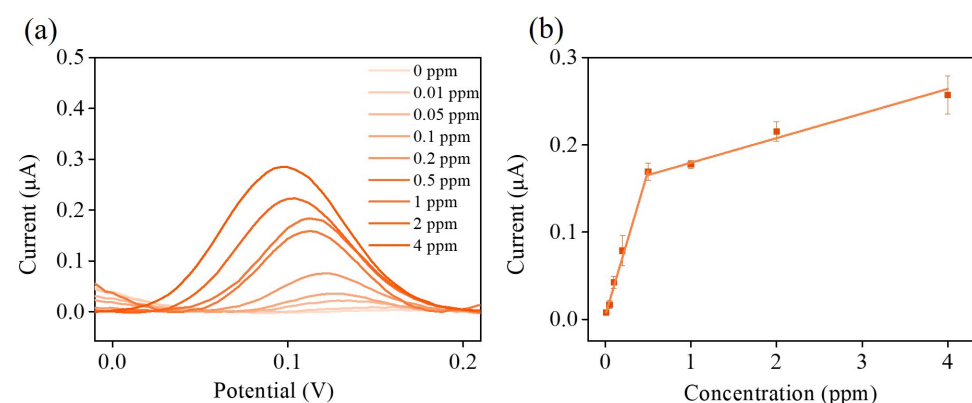 (a)
0.5
0.4
0.3
0.2
0.1
0.0
Current (μA)
0 ppm
0.01 ppm
0.05 ppm
0.1 ppm
0.2 ppm
0.5 ppm
1 ppm
2 ppm
4 ppm
0.0
0.1
0.2
Potential (V)
(b)
0.3
0.2
0.1
0.0
Current (μA)
0
1
2
3
4
Concentration (ppm)